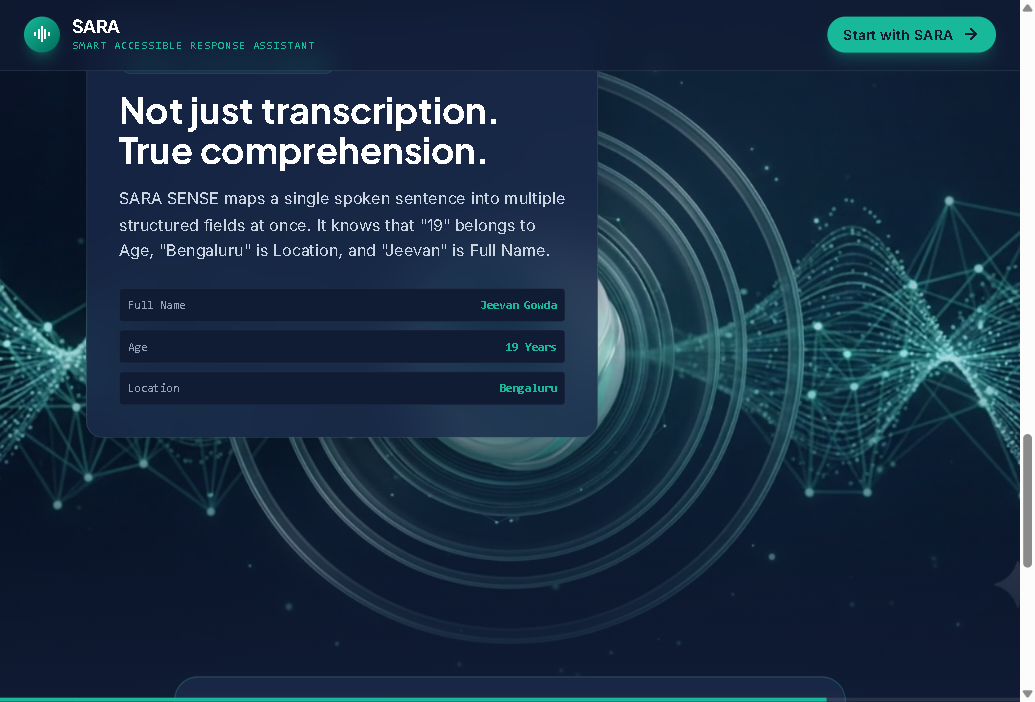 SARA
SMART ACCESSIBLE RESPONSE ASSISTANT
Start with SARA
Not just transcription.
True comprehension.
SARA SENSE maps a single spoken sentence into multiple
structured fields at once. It knows that "19" belongs to
Age, "Bengaluru" is Location, and "Jeevan" is Full Name.
Full Name Jeevan Gowda
Age 19 Years
Location Bengaluru